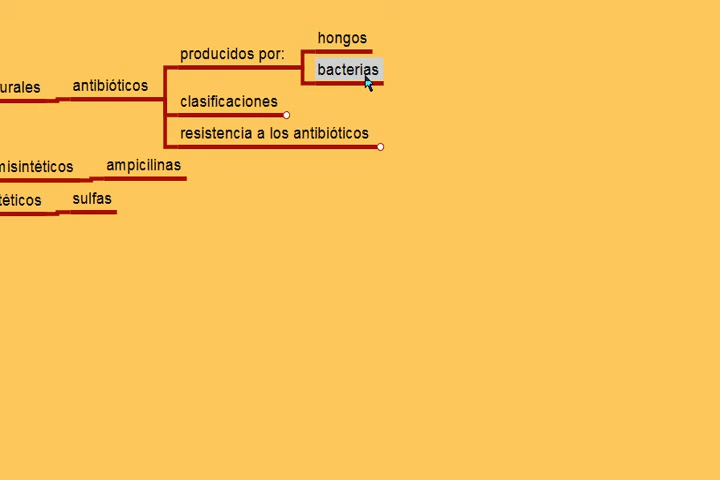 hongos
producidos por:
bacterias
urales
antibióticos
clasificaciones
resistencia a los antibióticos
misintéticos
ampicilinas
téticos
sulfas